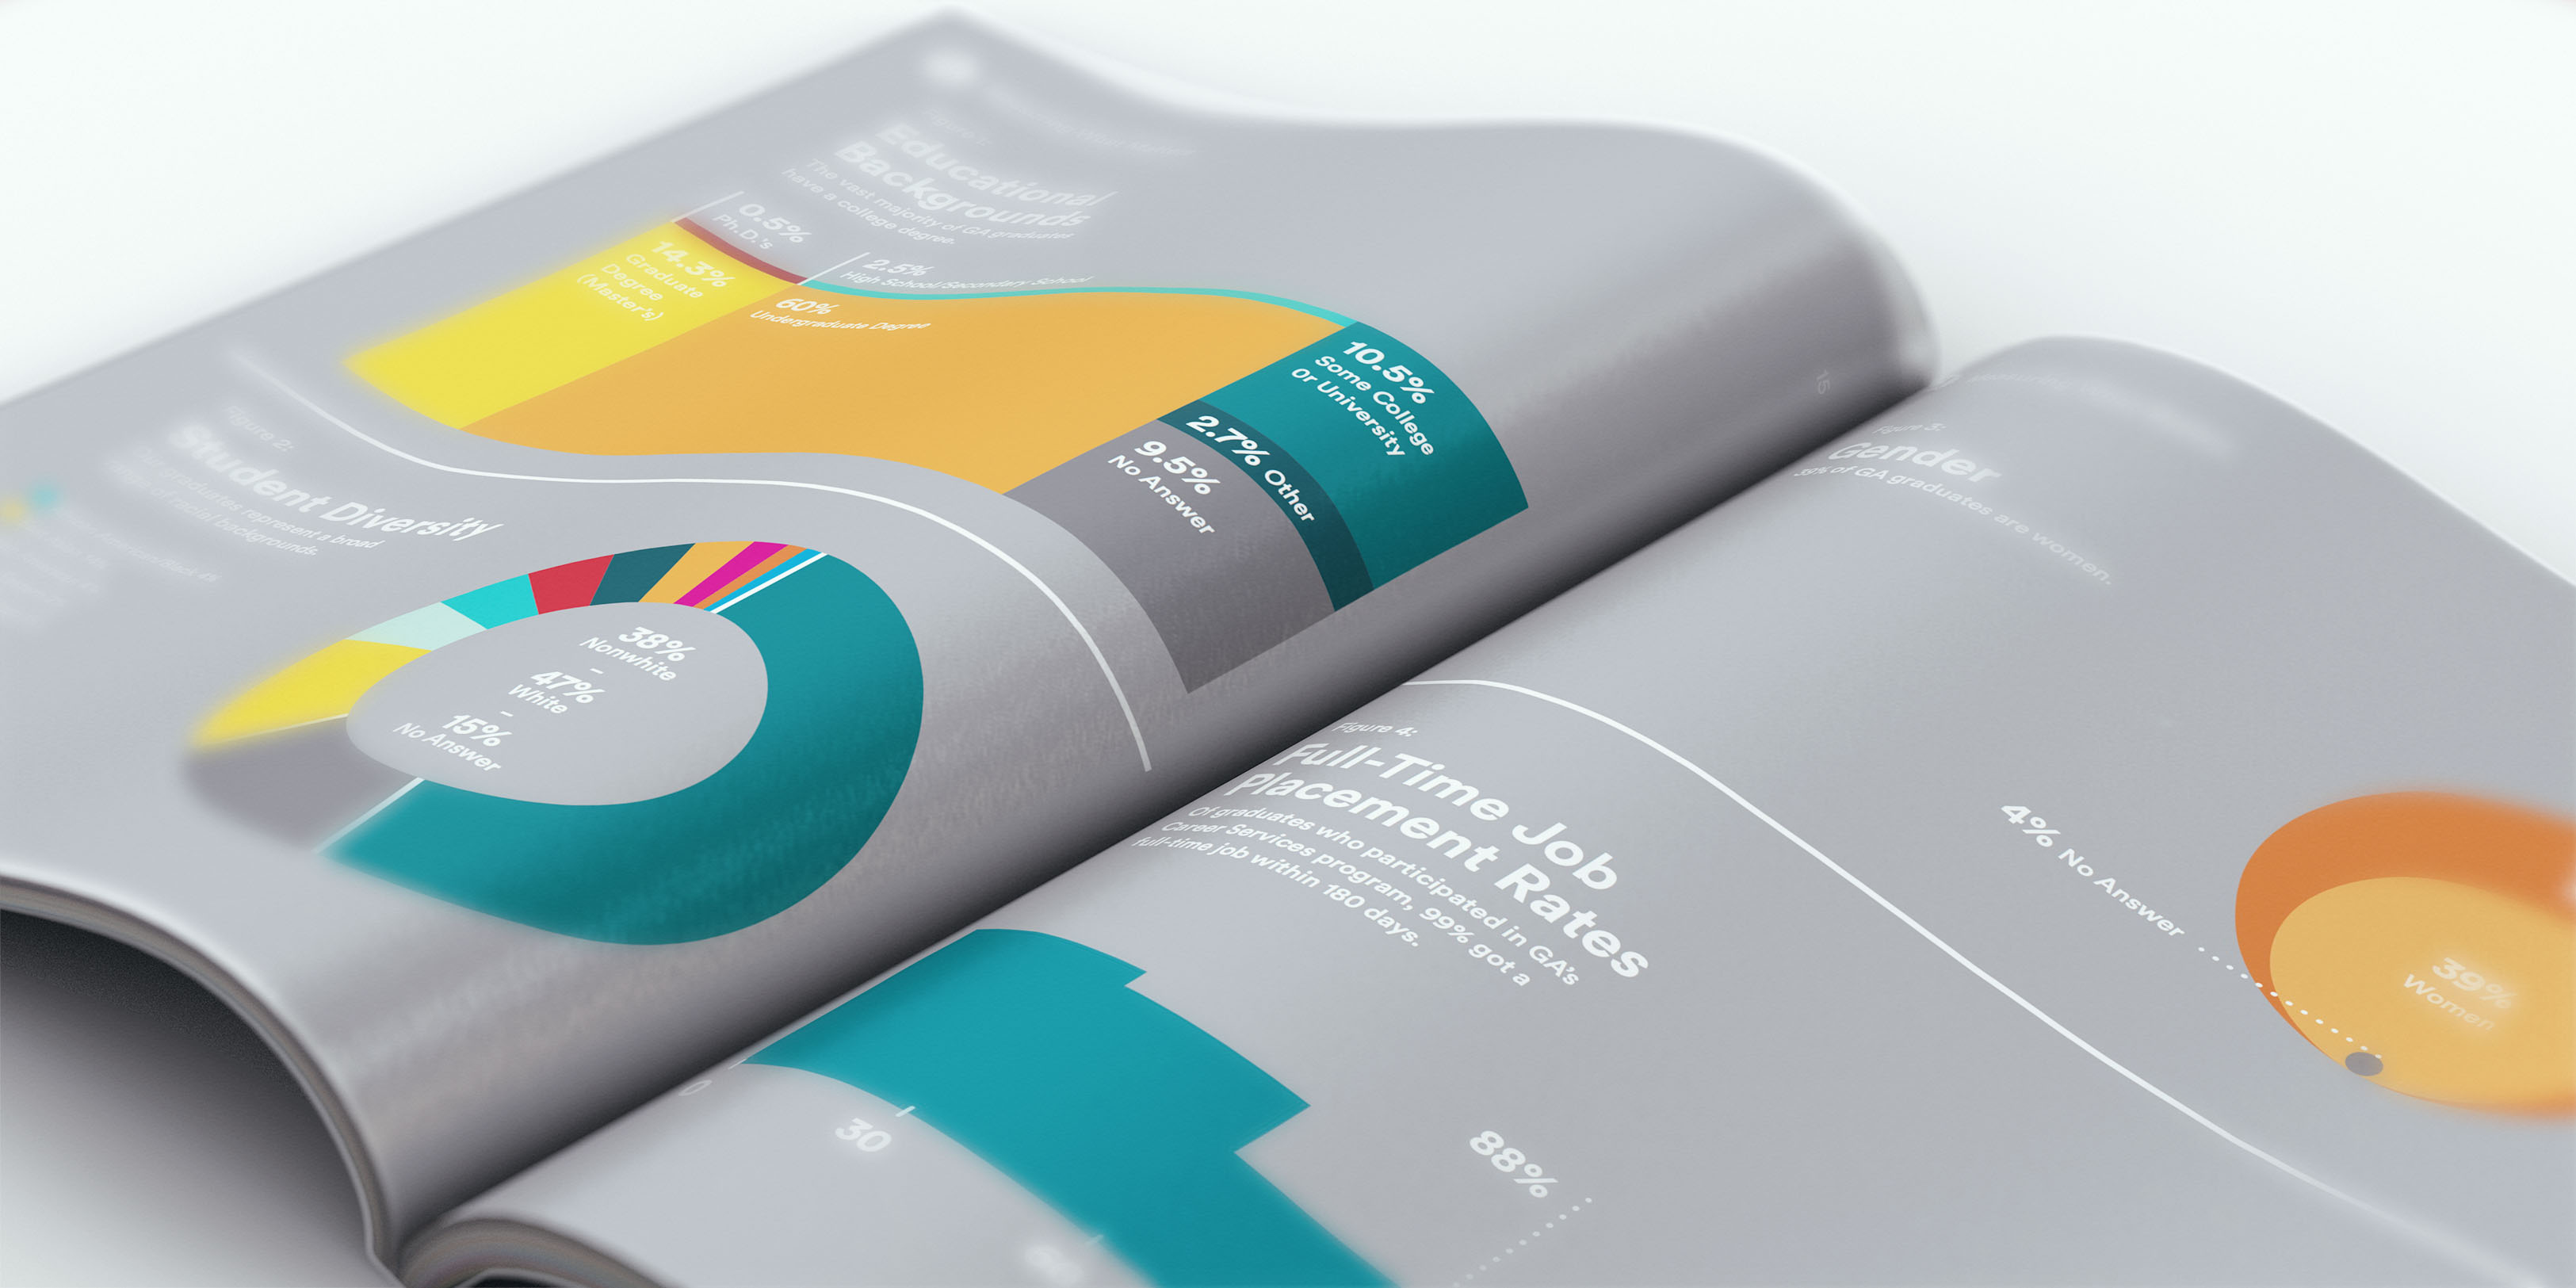 Figure 1:
Educational
Backgrounds
The vast majority of GA graduates
have a college degree.
0.5%
Ph.D.'s
14.3%
Graduate
Degree
(Master's)
2.5%
High School/Secondary School
60%
Undergraduate Degree
10.5%
Some College
Or University
2.7% Other
9.5%
No Answer
15
Figure 2:
Student Diversity
Our graduates represent a broad
of racial backgrounds.
38%
Nonwhite
–
47%
White
–
15%
No Answer
Figure 3:
Gender
39% of GA graduates are women.
4% No Answer
39%
Women
Figure 4:
Full-Time Job
Placement Rates
Of graduates who participated in GA's
Career Services program, 99% got a
full-time job within 180 days.
0
30
60
88%